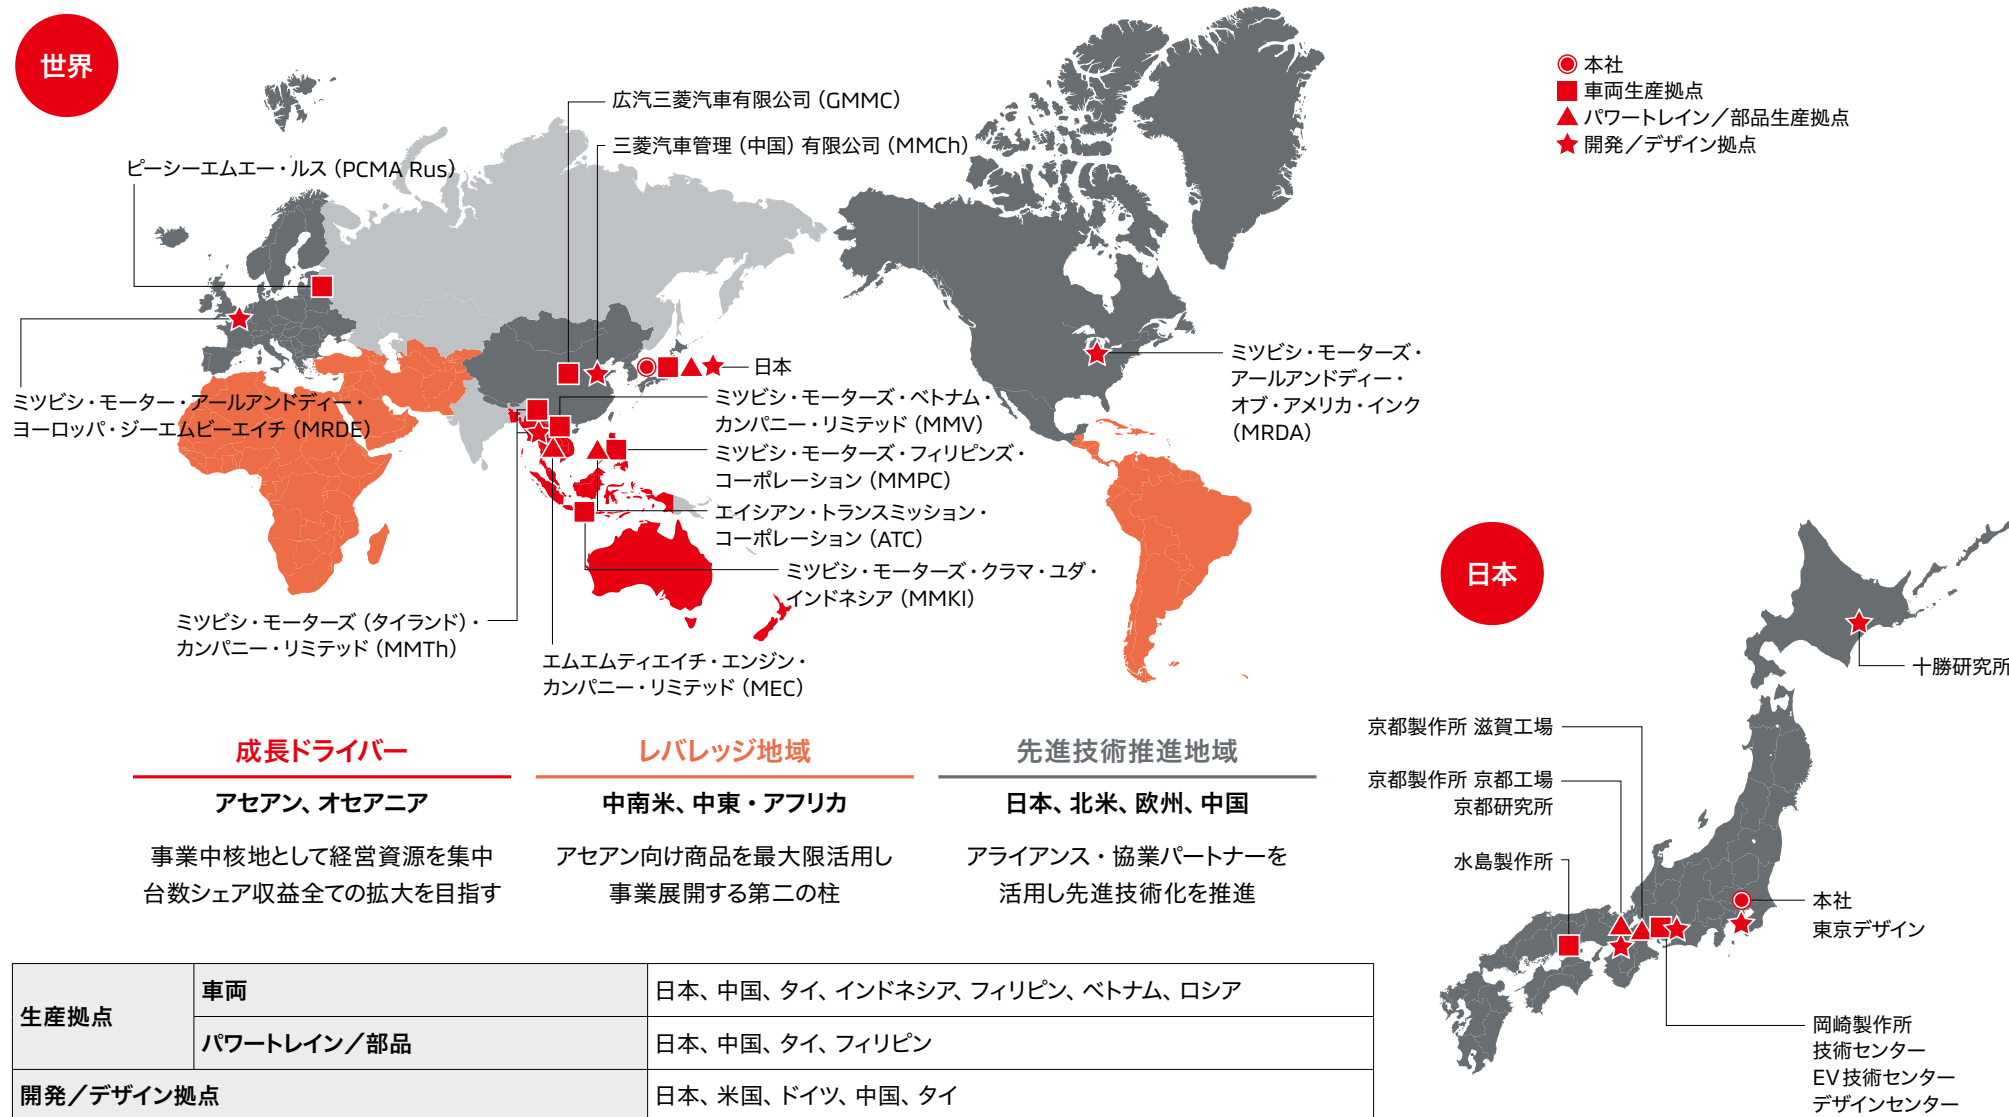 世界
本社
車両生産拠点
パワートレイン／部品生産拠点
開発／デザイン拠点
広汽三菱汽車有限公司（GMMC）
三菱汽車管理（中国）有限公司（MMCh）
ピーシーエムエー・ルス（PCMA Rus）
ミツビシ・モーター・アールアンドディー・
ヨーロッパ・ジーエムビーエイチ（MRDE）
日本
ミツビシ・モーターズ・ベトナム・
カンパニー・リミテッド（MMV）
ミツビシ・モーターズ・フィリピンズ・
コーポレーション（MMPC）
エイシアン・トランスミッション・
コーポレーション（ATC）
ミツビシ・モーターズ・クラマ・ユダ・
インドネシア（MMKI）
ミツビシ・モーターズ（タイランド）・
カンパニー・リミテッド（MMTh）
エムエムティエイチ・エンジン・
カンパニー・リミテッド（MEC）
ミツビシ・モーターズ・
アールアンドディー・
オブ・アメリカ・インク
（MRDA）
成長ドライバー
アセアン、オセアニア
事業中核地として経営資源を集中
台数シェア収益全ての拡大を目指す
レバレッジ地域
中南米、中東・アフリカ
アセアン向け商品を最大限活用し
事業展開する第二の柱
先進技術推進地域
日本、北米、欧州、中国
アライアンス・協業パートナーを
活用し先進技術化を推進
日本
十勝研究所
京都製作所 滋賀工場
京都製作所 京都工場
京都研究所
水島製作所
本社
東京デザイン
岡崎製作所
技術センター
EV技術センター
デザインセンター
生産拠点
車両
日本、中国、タイ、インドネシア、フィリピン、ベトナム、ロシア
パワートレイン／部品
日本、中国、タイ、フィリピン
開発／デザイン拠点
日本、米国、ドイツ、中国、タイ